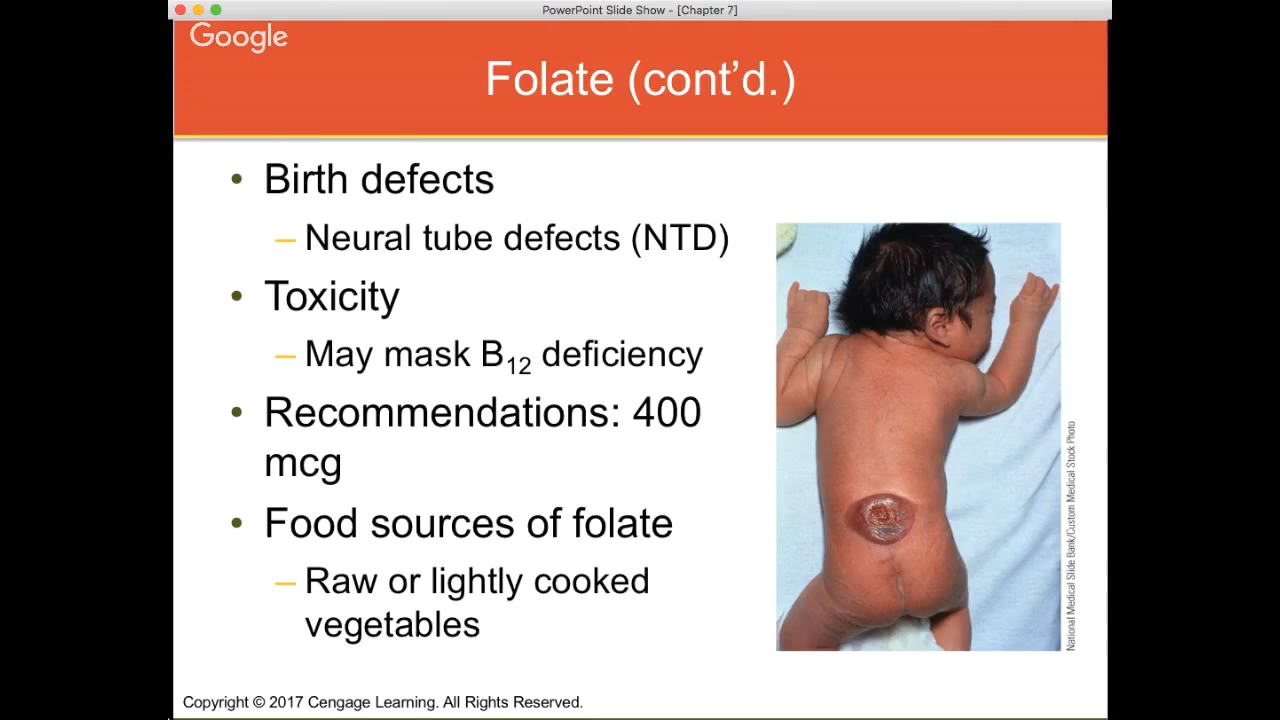 PowerPoint Slide Show - [Chapter 7]
Google
Folate (cont’d.)
• Birth defects
– Neural tube defects (NTD)
• Toxicity
– May mask B12 deficiency
• Recommendations: 400
mcg
• Food sources of folate
– Raw or lightly cooked
vegetables
National Medical Slide Bank/Custom Medical Stock Photo
Copyright © 2017 Cengage Learning. All Rights Reserved.